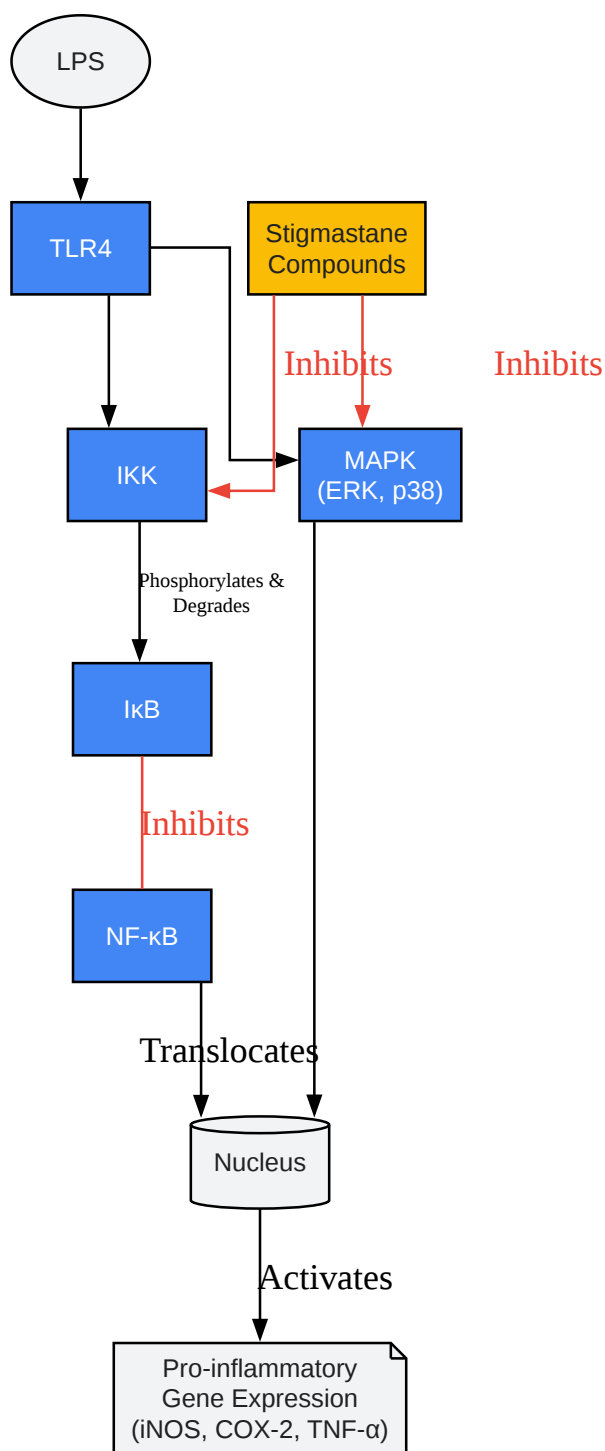 LPS
TLR4
Stigmastane
Compounds
Inhibits
Inhibits
IKK
MAPK
(ERK, p38)
Phosphorylates &
Degrades
IκB
Inhibits
NF-κB
Translocates
Nucleus
Activates
Pro-inflammatory
Gene Expression
(iNOS, COX-2, TNF-α)